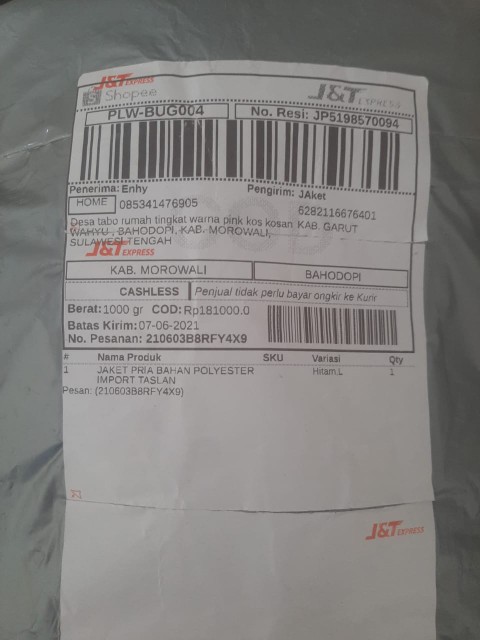 J&T EXPRESS
Shopee
J&T EXPRESS
PLW-BUG004
No. Resi: JP5198570094
Penerima: Enhy
Pengirim: JAket
HOME 085341476905
6282116676401
Desa tabo rumah tingkat warna pink kos kosan
KAB. GARUT
WAHYU , BAHODOPI, KAB. MOROWALI,
SULAWESI TENGAH
J&T EXPRESS
KAB. MOROWALI
BAHODOPI
CASHLESS
Penjual tidak perlu bayar ongkir ke Kurir
Berat: 1000 gr COD: Rp181000.0
Batas Kirim: 07-06-2021
No. Pesanan: 210603B8RFY4X9
# Nama Produk SKU Variasi Qty
1 JAKET PRIA BAHAN POLYESTER Hitam,L 1
IMPORT TASLAN
Pesan: (210603B8RFY4X9)
J&T EXPRESS